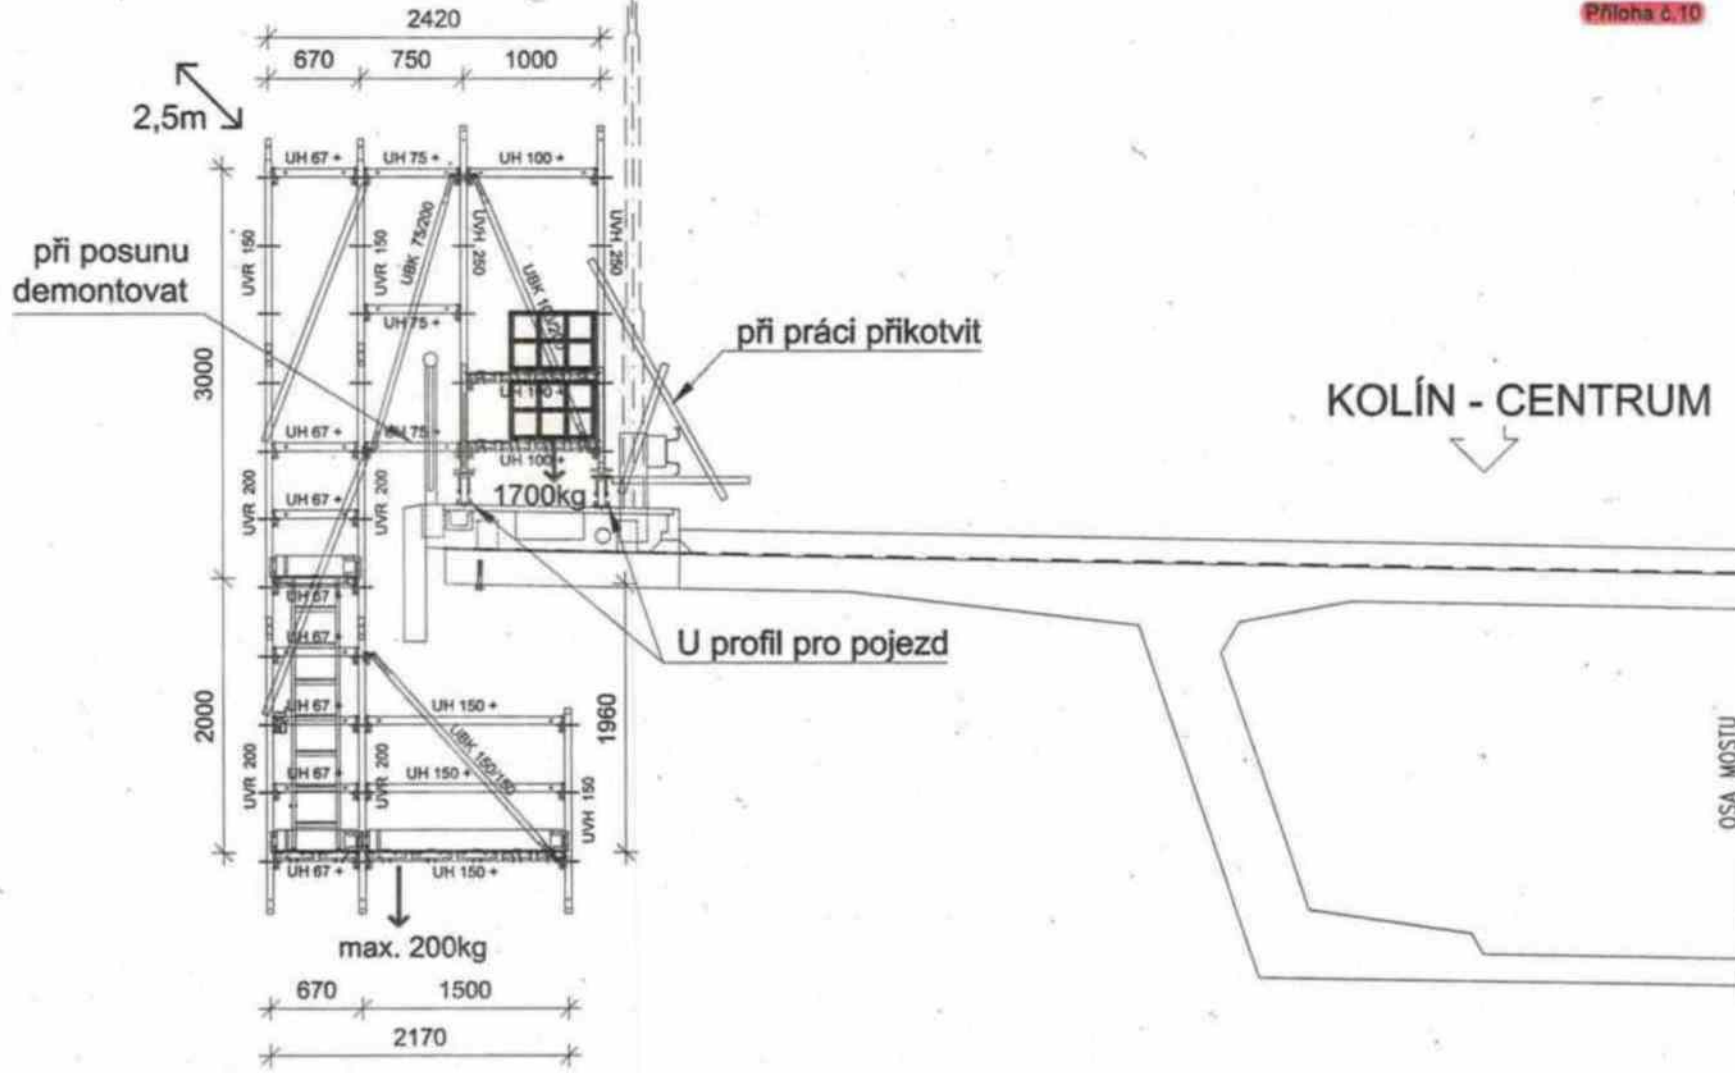 Příloha č.10
2420
670 750 1000
2,5m
UH 67 + UH 75 + UH 100 +
UVR 150
UVR 150
UBK 75/200
UVH 250
UVH 250
při posunu
demontovat
UH 75 +
při práci přikotvit
3000
UH 100 +
KOLÍN - CENTRUM
UH 67 + UH 75 +
UH 100 +
UVR 200
UH 67 +
UVR 200
1700kg
UH 67 +
UH 67 +
U profil pro pojezd
2000
UH 67 + UH 150 +
UBK 150/150
1960
OSA MOSTU
UVR 200
UH 67 +
UVR 200
UH 150 +
UVH 150
UH 67 + UH 150 +
max. 200kg
670 1500
2170